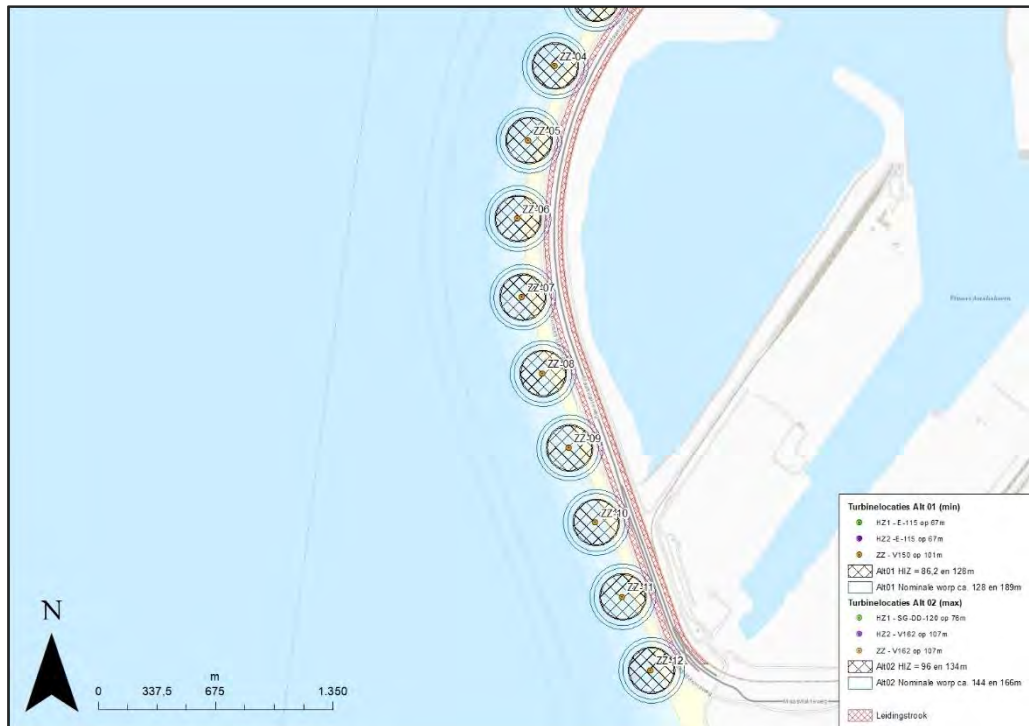 ZZ-04
ZZ-05
ZZ-06
ZZ-07
ZZ-08
ZZ-09
ZZ-10
ZZ-11
ZZ-12
Prinses Amaliahaven
N
m
0 337,5 675 1.350
Turbinelocaties Alt 01 (min)
HZ1 - E-115 op 67m
HZ2 -E-115 op 67m
ZZ - V150 op 101m
Alt01 HIZ = 86,2 en 128m
Alt01 Nominale worp ca. 128 en 189m
Turbinelocaties Alt 02 (max)
HZ1 - SG-DD-120 op 76m
HZ2 - V162 op 107m
ZZ - V162 op 107m
Alt02 HIZ = 96 en 134m
Alt02 Nominale worp ca. 144 en 166m
Leidingstrook